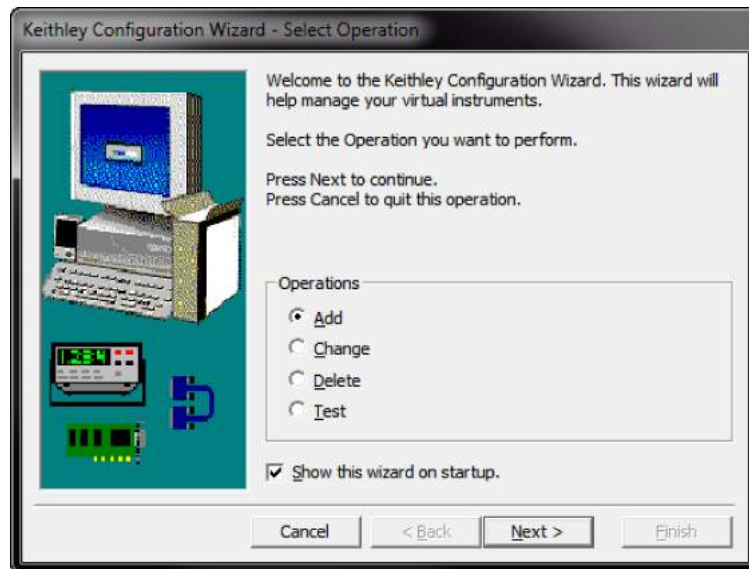 Keithley Configuration Wizard - Select Operation
Welcome to the Keithley Configuration Wizard. This wizard will
help manage your virtual instruments.
Select the Operation you want to perform.
Press Next to continue.
Press Cancel to quit this operation.
Operations
Add
Change
Delete
Test
Show this wizard on startup.
Cancel
< Back
Next >
Finish